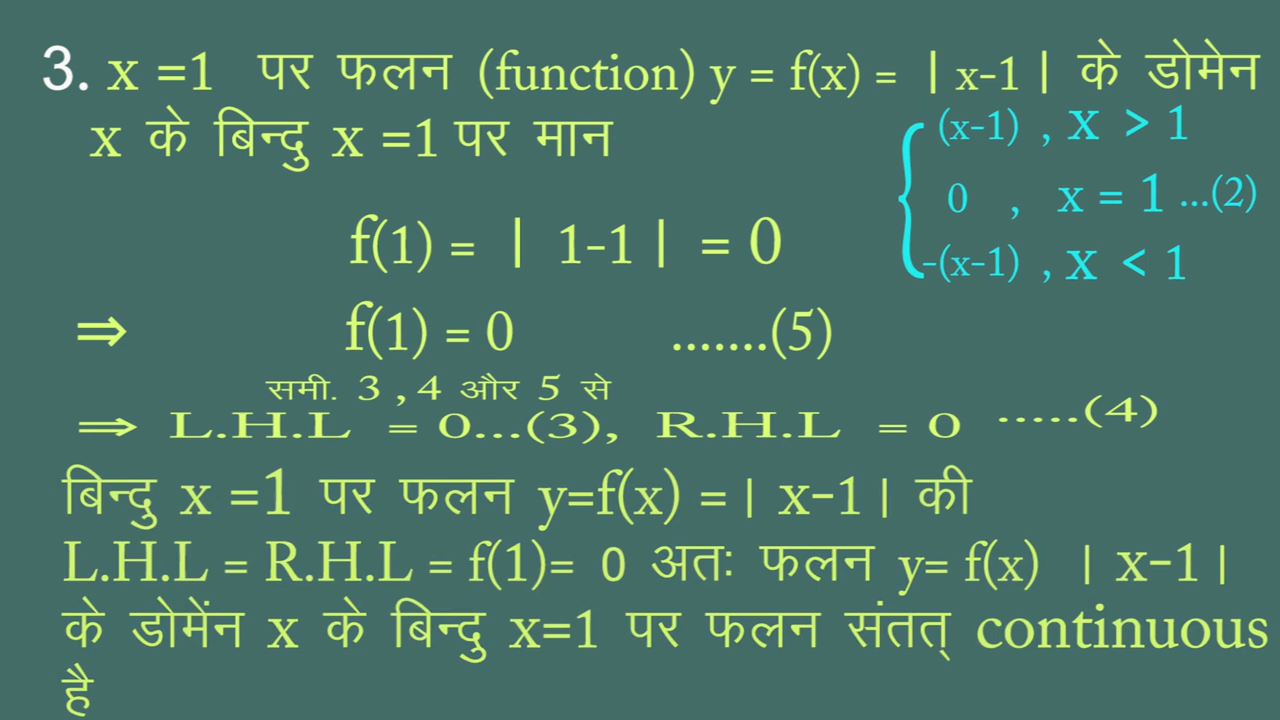 3. x =1 पर फलन (function) y = f(x) = | x-1 | के डोमेन
x के बिन्दु x =1 पर मान
(x-1) , x > 1
0 , x = 1 ...(2)
-(x-1) , x < 1
f(1) = | 1-1 | = 0
⇒ f(1) = 0 .......(5)
समी. 3 , 4 और 5 से
⇒ L.H.L = 0...(3), R.H.L = 0 .....(4)
बिन्दु x =1 पर फलन y=f(x) = | x-1 | की
L.H.L = R.H.L = f(1)= 0 अतः फलन y= f(x) | x-1 |
के डोमेंन x के बिन्दु x=1 पर फलन संतत् continuous
है